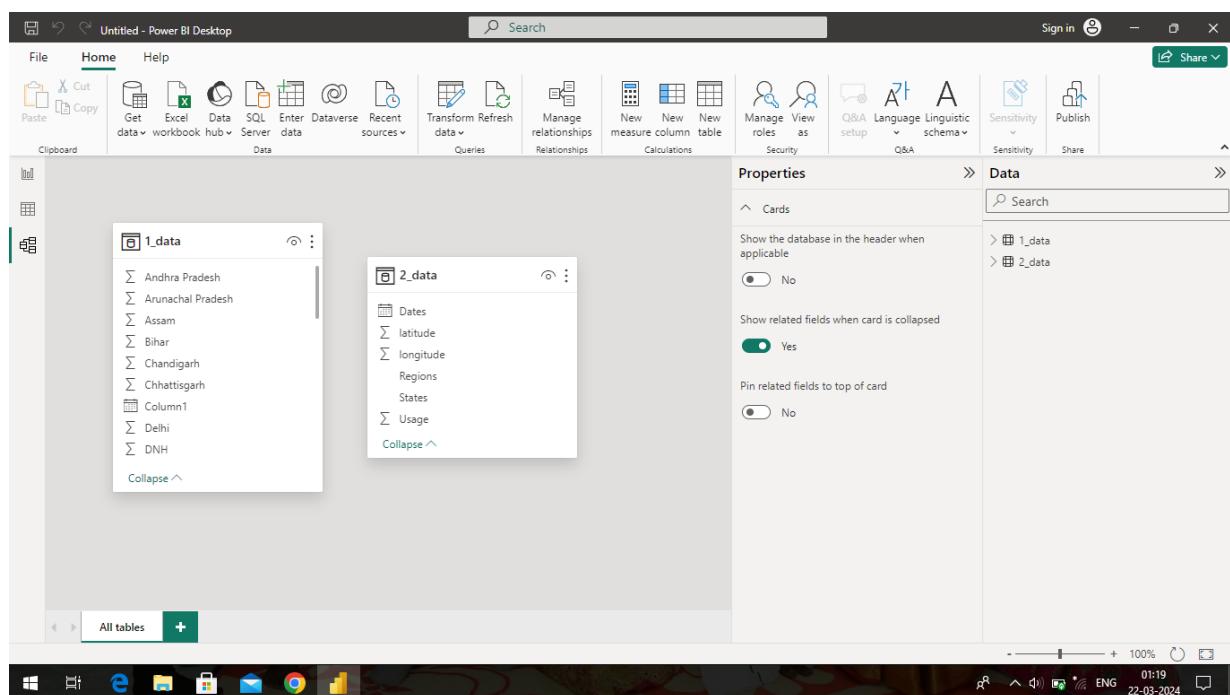 Untitled - Power BI Desktop
Search
Sign in
File Home Help
Share
Paste
Cut
Copy
Clipboard
Get data
Excel workbook
Data hub
SQL Server
Enter data
Dataverse
Recent sources
Data
Transform data
Refresh
Queries
Manage relationships
Relationships
New measure
New column
New table
Calculations
Manage roles
View as
Security
Q&A setup
Language
Linguistic schema
Q&A
Sensitivity
Sensitivity
Publish
Share
1_data
Andhra Pradesh
Arunachal Pradesh
Assam
Bihar
Chandigarh
Chhattisgarh
Column1
Delhi
DNH
Collapse
2_data
Dates
latitude
longitude
Regions
States
Usage
Collapse
Properties
Cards
Show the database in the header when
applicable
No
Show related fields when card is collapsed
Yes
Pin related fields to top of card
No
Data
Search
1_data
2_data
All tables
+
- + 100%
ENG
01:19
22-03-2024